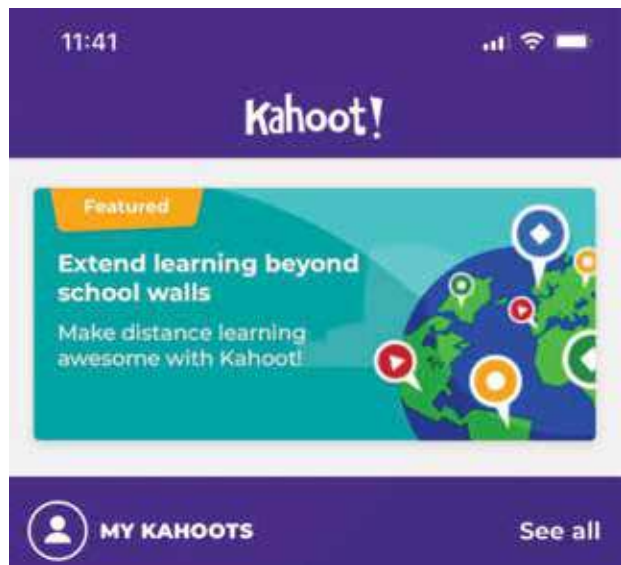 11:41
Kahoot!
Featured
Extend learning beyond
school walls
Make distance learning
awesome with Kahoot!
MY KAHOOTS
See all